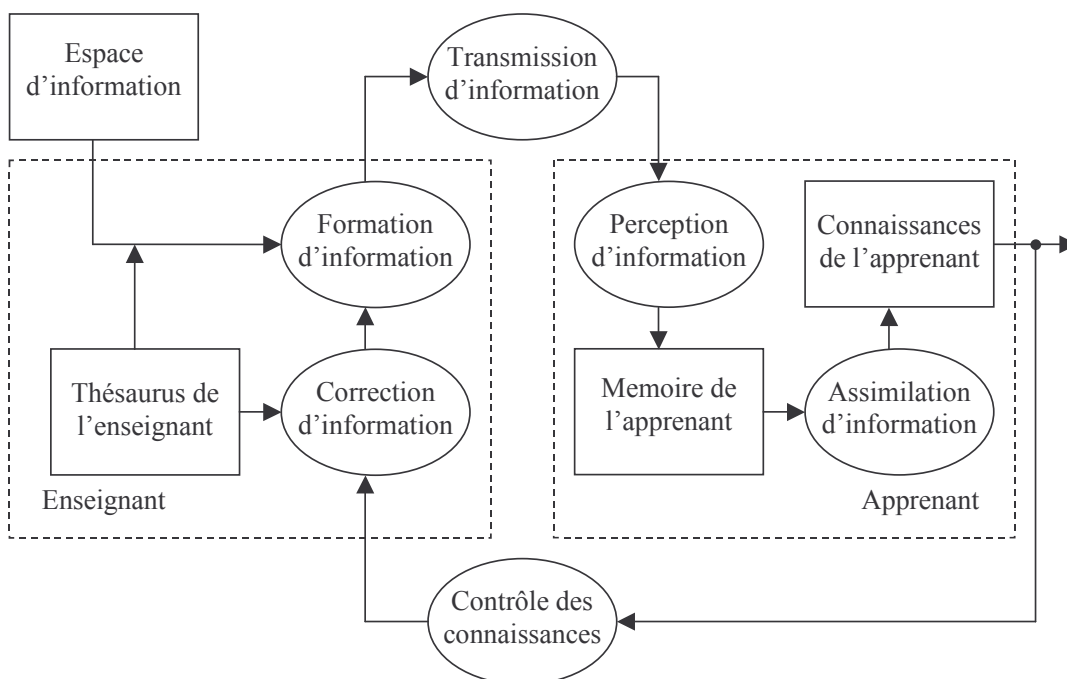 Espace
d’information
Transmission
d’information
Formation
d’information
Perception
d’information
Connaissances
de l’apprenant
Thésaurus de
l’enseignant
Correction
d’information
Memoire de
l’apprenant
Assimilation
d’information
Enseignant
Apprenant
Contrôle des
connaissances